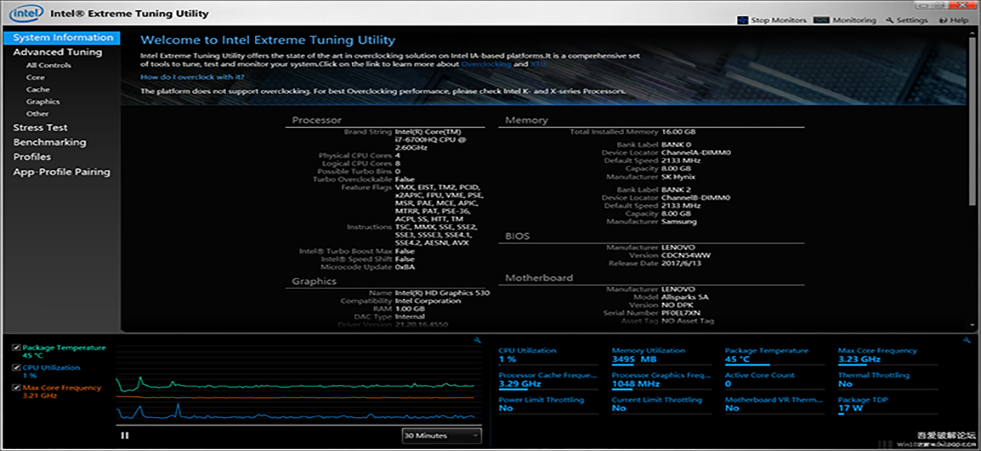 intel Intel® Extreme Tuning Utility
Stop Monitors Monitoring Settings Help
System Information
Advanced Tuning
All Controls
Core
Cache
Graphics
Other
Stress Test
Benchmarking
Profiles
App-Profile Pairing
Welcome to Intel Extreme Tuning Utility
Intel Extreme Tuning Utility offers the state of the art in overclocking solution on Intel IA-based platforms.It is a comprehensive set
of tools to tune, test and monitor your system.Click on the link to learn more about Overclocking and XTU
How do I overclock with it?
The platform does not support overclocking. For best Overclocking performance, please check Intel K- and X-series Processors.
Processor
Brand String Intel(R) Core(TM)
i7-6700HQ CPU @
2.60GHz
Physical CPU Cores 4
Logical CPU Cores 8
Possible Turbo Bins 0
Turbo Overclockable False
Feature Flags VMX, EIST, TM2, PCID,
x2APIC, FPU, VME, PSE,
MSR, PAE, MCE, APIC,
MTRR, PAT, PSE-36,
ACPI, SS, HTT, TM
Instructions TSC, MMX, SSE, SSE2,
SSE3, SSSE3, SSE4.1,
SSE4.2, AESNI, AVX
Intel® Turbo Boost Max False
Intel® Speed Shift False
Microcode Update 0xBA
Graphics
Name Intel(R) HD Graphics 530
Compatibility Intel Corporation
RAM 1.00 GB
DAC Type Internal
Driver Version 21.20.16.4550
Memory
Total Installed Memory 16.00 GB
Bank Label BANK 0
Device Locator ChannelA-DIMM0
Default Speed 2133 MHz
Capacity 8.00 GB
Manufacturer SK Hynix
Bank Label BANK 2
Device Locator ChannelB-DIMM0
Default Speed 2133 MHz
Capacity 8.00 GB
Manufacturer Samsung
BIOS
Manufacturer LENOVO
Version CDCN54WW
Release Date 2017/6/13
Motherboard
Manufacturer LENOVO
Model Allsparks 5A
Version NO DPK
Serial Number PF0EL7XN
Asset Tag NO Asset Tag
Package Temperature
45 °C
CPU Utilization
1 %
Max Core Frequency
3.21 GHz
30 Minutes
CPU Utilization Memory Utilization Package Temperature Max Core Frequency
1 % 3495 MB 45 °C 3.23 GHz
Processor Cache Freque... Processor Graphics Freq... Active Core Count Thermal Throttling
3.29 GHz 1048 MHz 0 No
Power Limit Throttling Current Limit Throttling Motherboard VR Therm... Package TDP
No No No 17 W
吾爱破解论坛